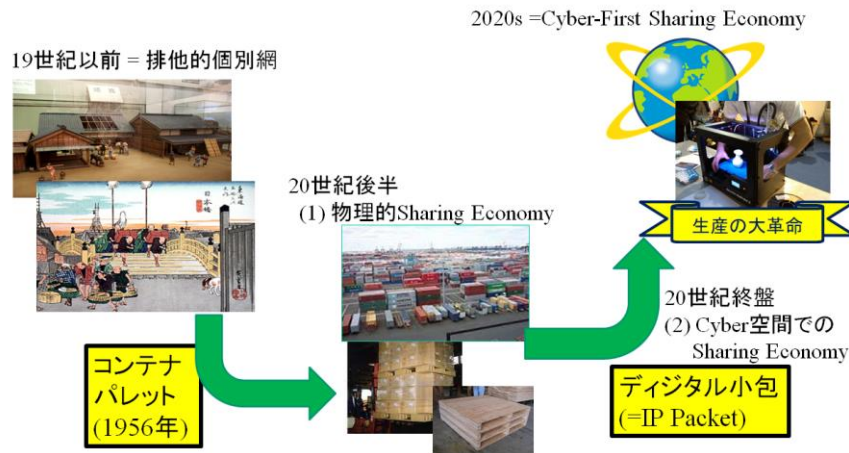 2020s =Cyber-First Sharing Economy
19世紀以前 = 排他的個別網
20世紀後半
(1) 物理的Sharing Economy
生産の大革命
20世紀終盤
(2) Cyber空間での
Sharing Economy
コンテナ
パレット
(1956年)
ディジタル小包
(=IP Packet)